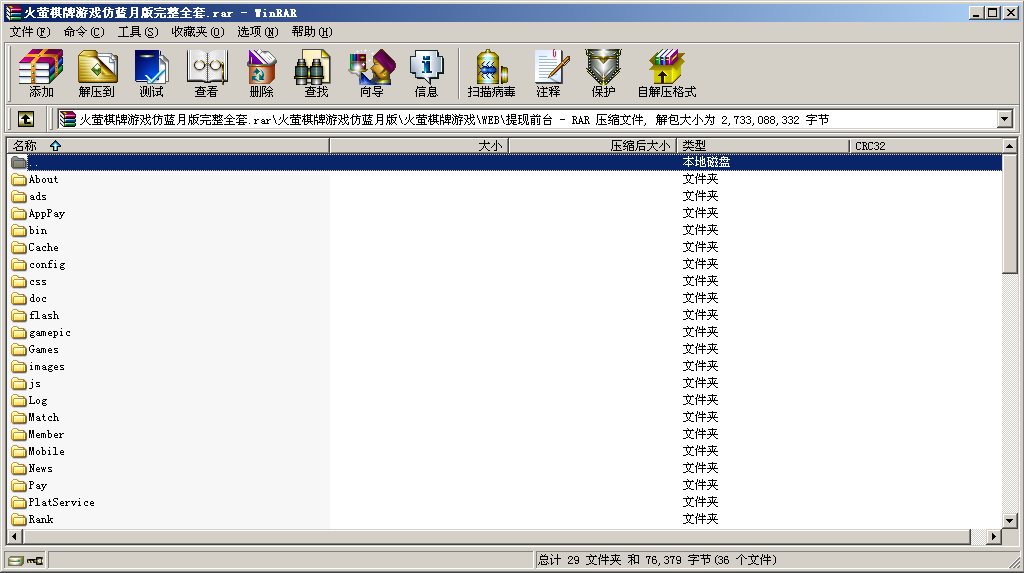 火萤棋牌游戏仿蓝月版完整全套.rar - WinRAR
文件(F) 命令(C) 工具(S) 收藏夹(O) 选项(N) 帮助(H)
添加 解压到 测试 查看 删除 查找 向导 信息 扫描病毒 注释 保护 自解压格式
火萤棋牌游戏仿蓝月版完整全套.rar\火萤棋牌游戏仿蓝月版\火萤棋牌游戏\WEB\提现前台 - RAR 压缩文件, 解包大小为 2,733,088,332 字节
名称 大小 压缩后大小 类型 CRC32
.. 本地磁盘
About 文件夹
ads 文件夹
AppPay 文件夹
bin 文件夹
Cache 文件夹
config 文件夹
css 文件夹
doc 文件夹
flash 文件夹
gamepic 文件夹
Games 文件夹
images 文件夹
js 文件夹
Log 文件夹
Match 文件夹
Member 文件夹
Mobile 文件夹
News 文件夹
Pay 文件夹
PlatService 文件夹
Rank 文件夹
总计 29 文件夹 和 76,379 字节(36 个文件)